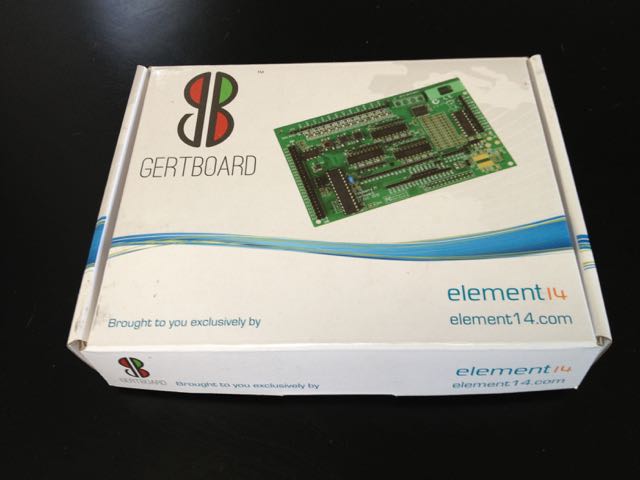 ™
GERTBOARD
element14
Brought to you exclusively by
element14.com
GERTBOARD
Brought to you exclusively by
element14
element14.com